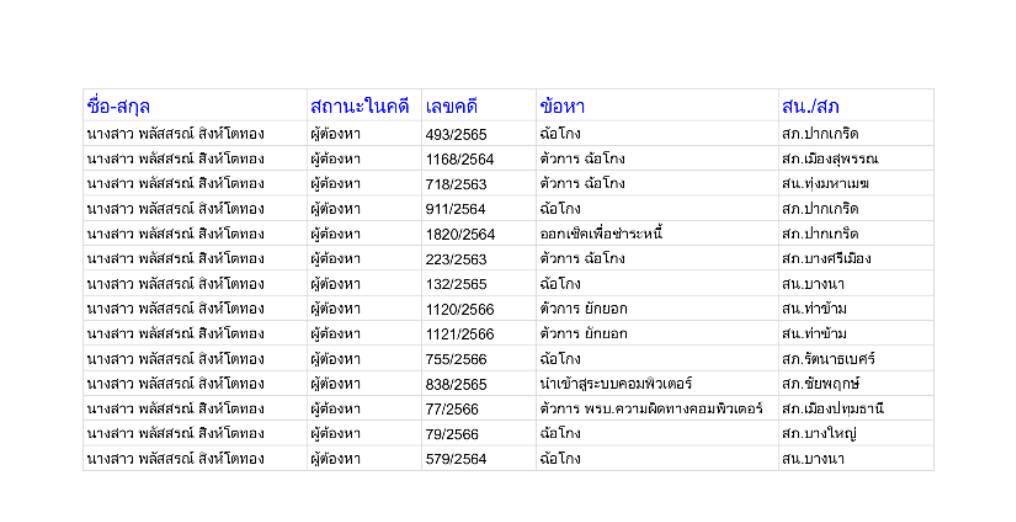 ชื่อ-สกุล สถานะในคดี เลขคดี ข้อหา สน./สภ
นางสาว พลัสสรณ์ สิงห์โตทอง ผู้ต้องหา 493/2565 ฉ้อโกง สภ.ปากเกร็ด
นางสาว พลัสสรณ์ สิงห์โตทอง ผู้ต้องหา 1168/2564 ตัวการ ฉ้อโกง สภ.เมืองสุพรรณ
นางสาว พลัสสรณ์ สิงห์โตทอง ผู้ต้องหา 718/2563 ตัวการ ฉ้อโกง สน.ทุ่งมหาเมฆ
นางสาว พลัสสรณ์ สิงห์โตทอง ผู้ต้องหา 911/2564 ฉ้อโกง สภ.ปากเกร็ด
นางสาว พลัสสรณ์ สิงห์โตทอง ผู้ต้องหา 1820/2564 ออกเช็คเพื่อชำระหนี้ สภ.ปากเกร็ด
นางสาว พลัสสรณ์ สิงห์โตทอง ผู้ต้องหา 223/2563 ตัวการ ฉ้อโกง สภ.บางศรีเมือง
นางสาว พลัสสรณ์ สิงห์โตทอง ผู้ต้องหา 132/2565 ฉ้อโกง สน.บางนา
นางสาว พลัสสรณ์ สิงห์โตทอง ผู้ต้องหา 1120/2566 ตัวการ ยักยอก สน.ท่าข้าม
นางสาว พลัสสรณ์ สิงห์โตทอง ผู้ต้องหา 1121/2566 ตัวการ ยักยอก สน.ท่าข้าม
นางสาว พลัสสรณ์ สิงห์โตทอง ผู้ต้องหา 755/2566 ฉ้อโกง สภ.รัตนาธเบศร์
นางสาว พลัสสรณ์ สิงห์โตทอง ผู้ต้องหา 838/2565 นำเข้าสู่ระบบคอมพิวเตอร์ สภ.ชัยพฤกษ์
นางสาว พลัสสรณ์ สิงห์โตทอง ผู้ต้องหา 77/2566 ตัวการ พรบ.ความผิดทางคอมพิวเตอร์ สภ.เมืองปทุมธานี
นางสาว พลัสสรณ์ สิงห์โตทอง ผู้ต้องหา 79/2566 ฉ้อโกง สภ.บางใหญ่
นางสาว พลัสสรณ์ สิงห์โตทอง ผู้ต้องหา 579/2564 ฉ้อโกง สน.บางนา